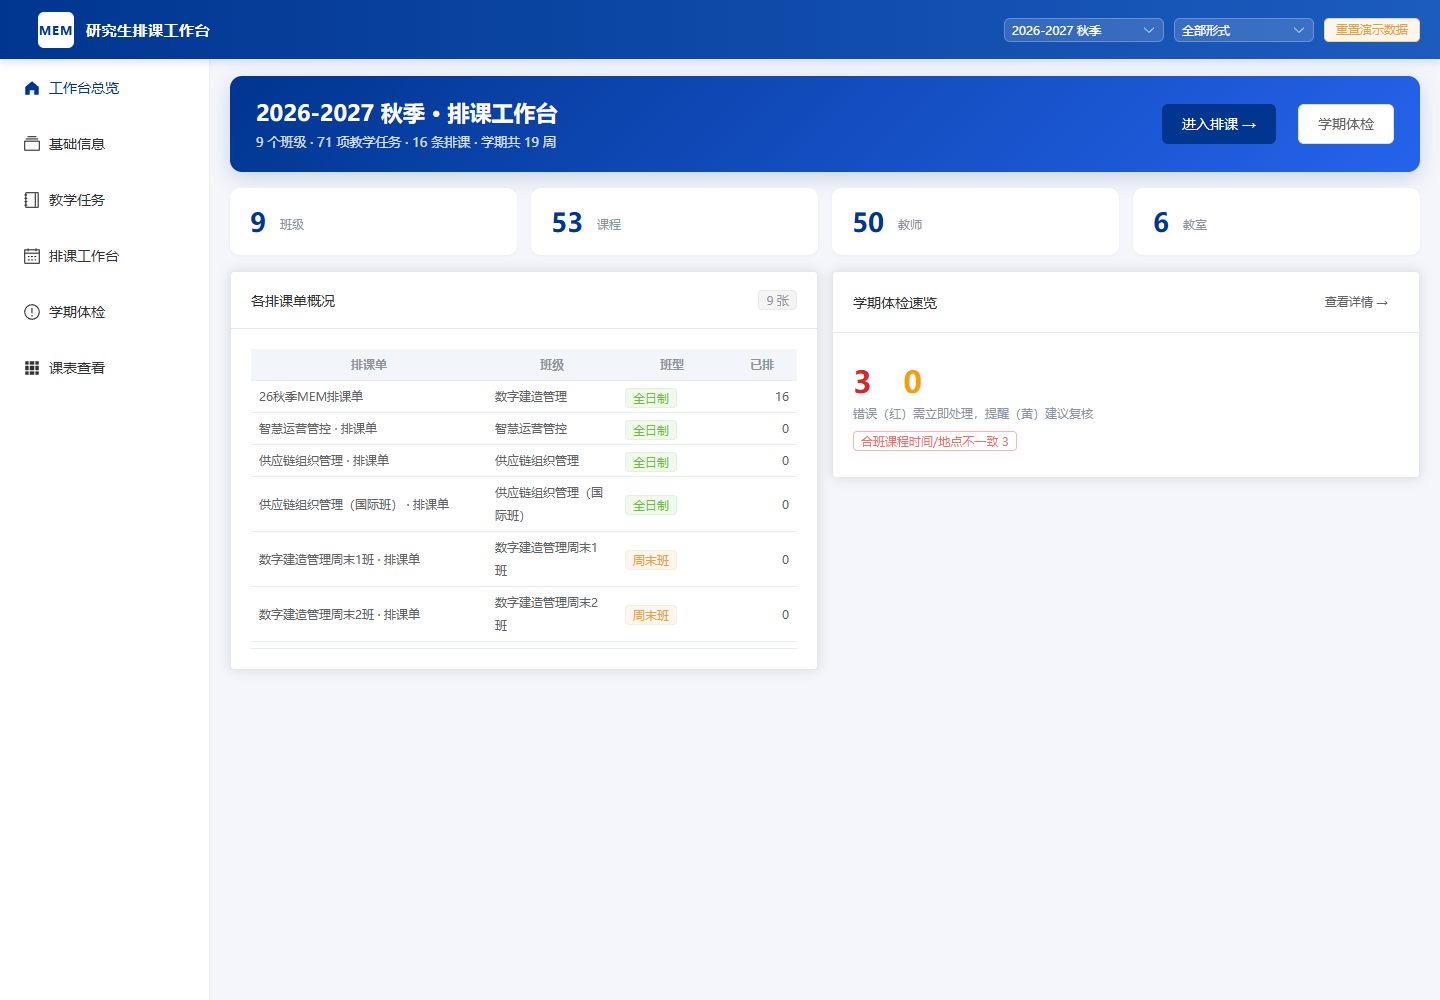 MEM 研究生排课工作台
2026-2027 秋季
全部形式
重置演示数据
工作台总览
基础信息
教学任务
排课工作台
学期体检
课表查看
2026-2027 秋季 • 排课工作台
9 个班级 · 71 项教学任务 · 16 条排课 · 学期共 19 周
进入排课 →
学期体检
9 班级
53 课程
50 教师
6 教室
各排课单概况
9 张
排课单 班级 班型 已排
26秋季MEM排课单 数字建造管理 全日制 16
智慧运营管控 · 排课单 智慧运营管控 全日制 0
供应链组织管理 · 排课单 供应链组织管理 全日制 0
供应链组织管理（国际班） · 排课单 供应链组织管理（国 全日制 0
际班）
数字建造管理周末1班 · 排课单 数字建造管理周末1 周末班 0
班
数字建造管理周末2班 · 排课单 数字建造管理周末2 周末班 0
班
学期体检速览
查看详情 →
3 0
错误（红）需立即处理，提醒（黄）建议复核
合班课程时间/地点不一致 3